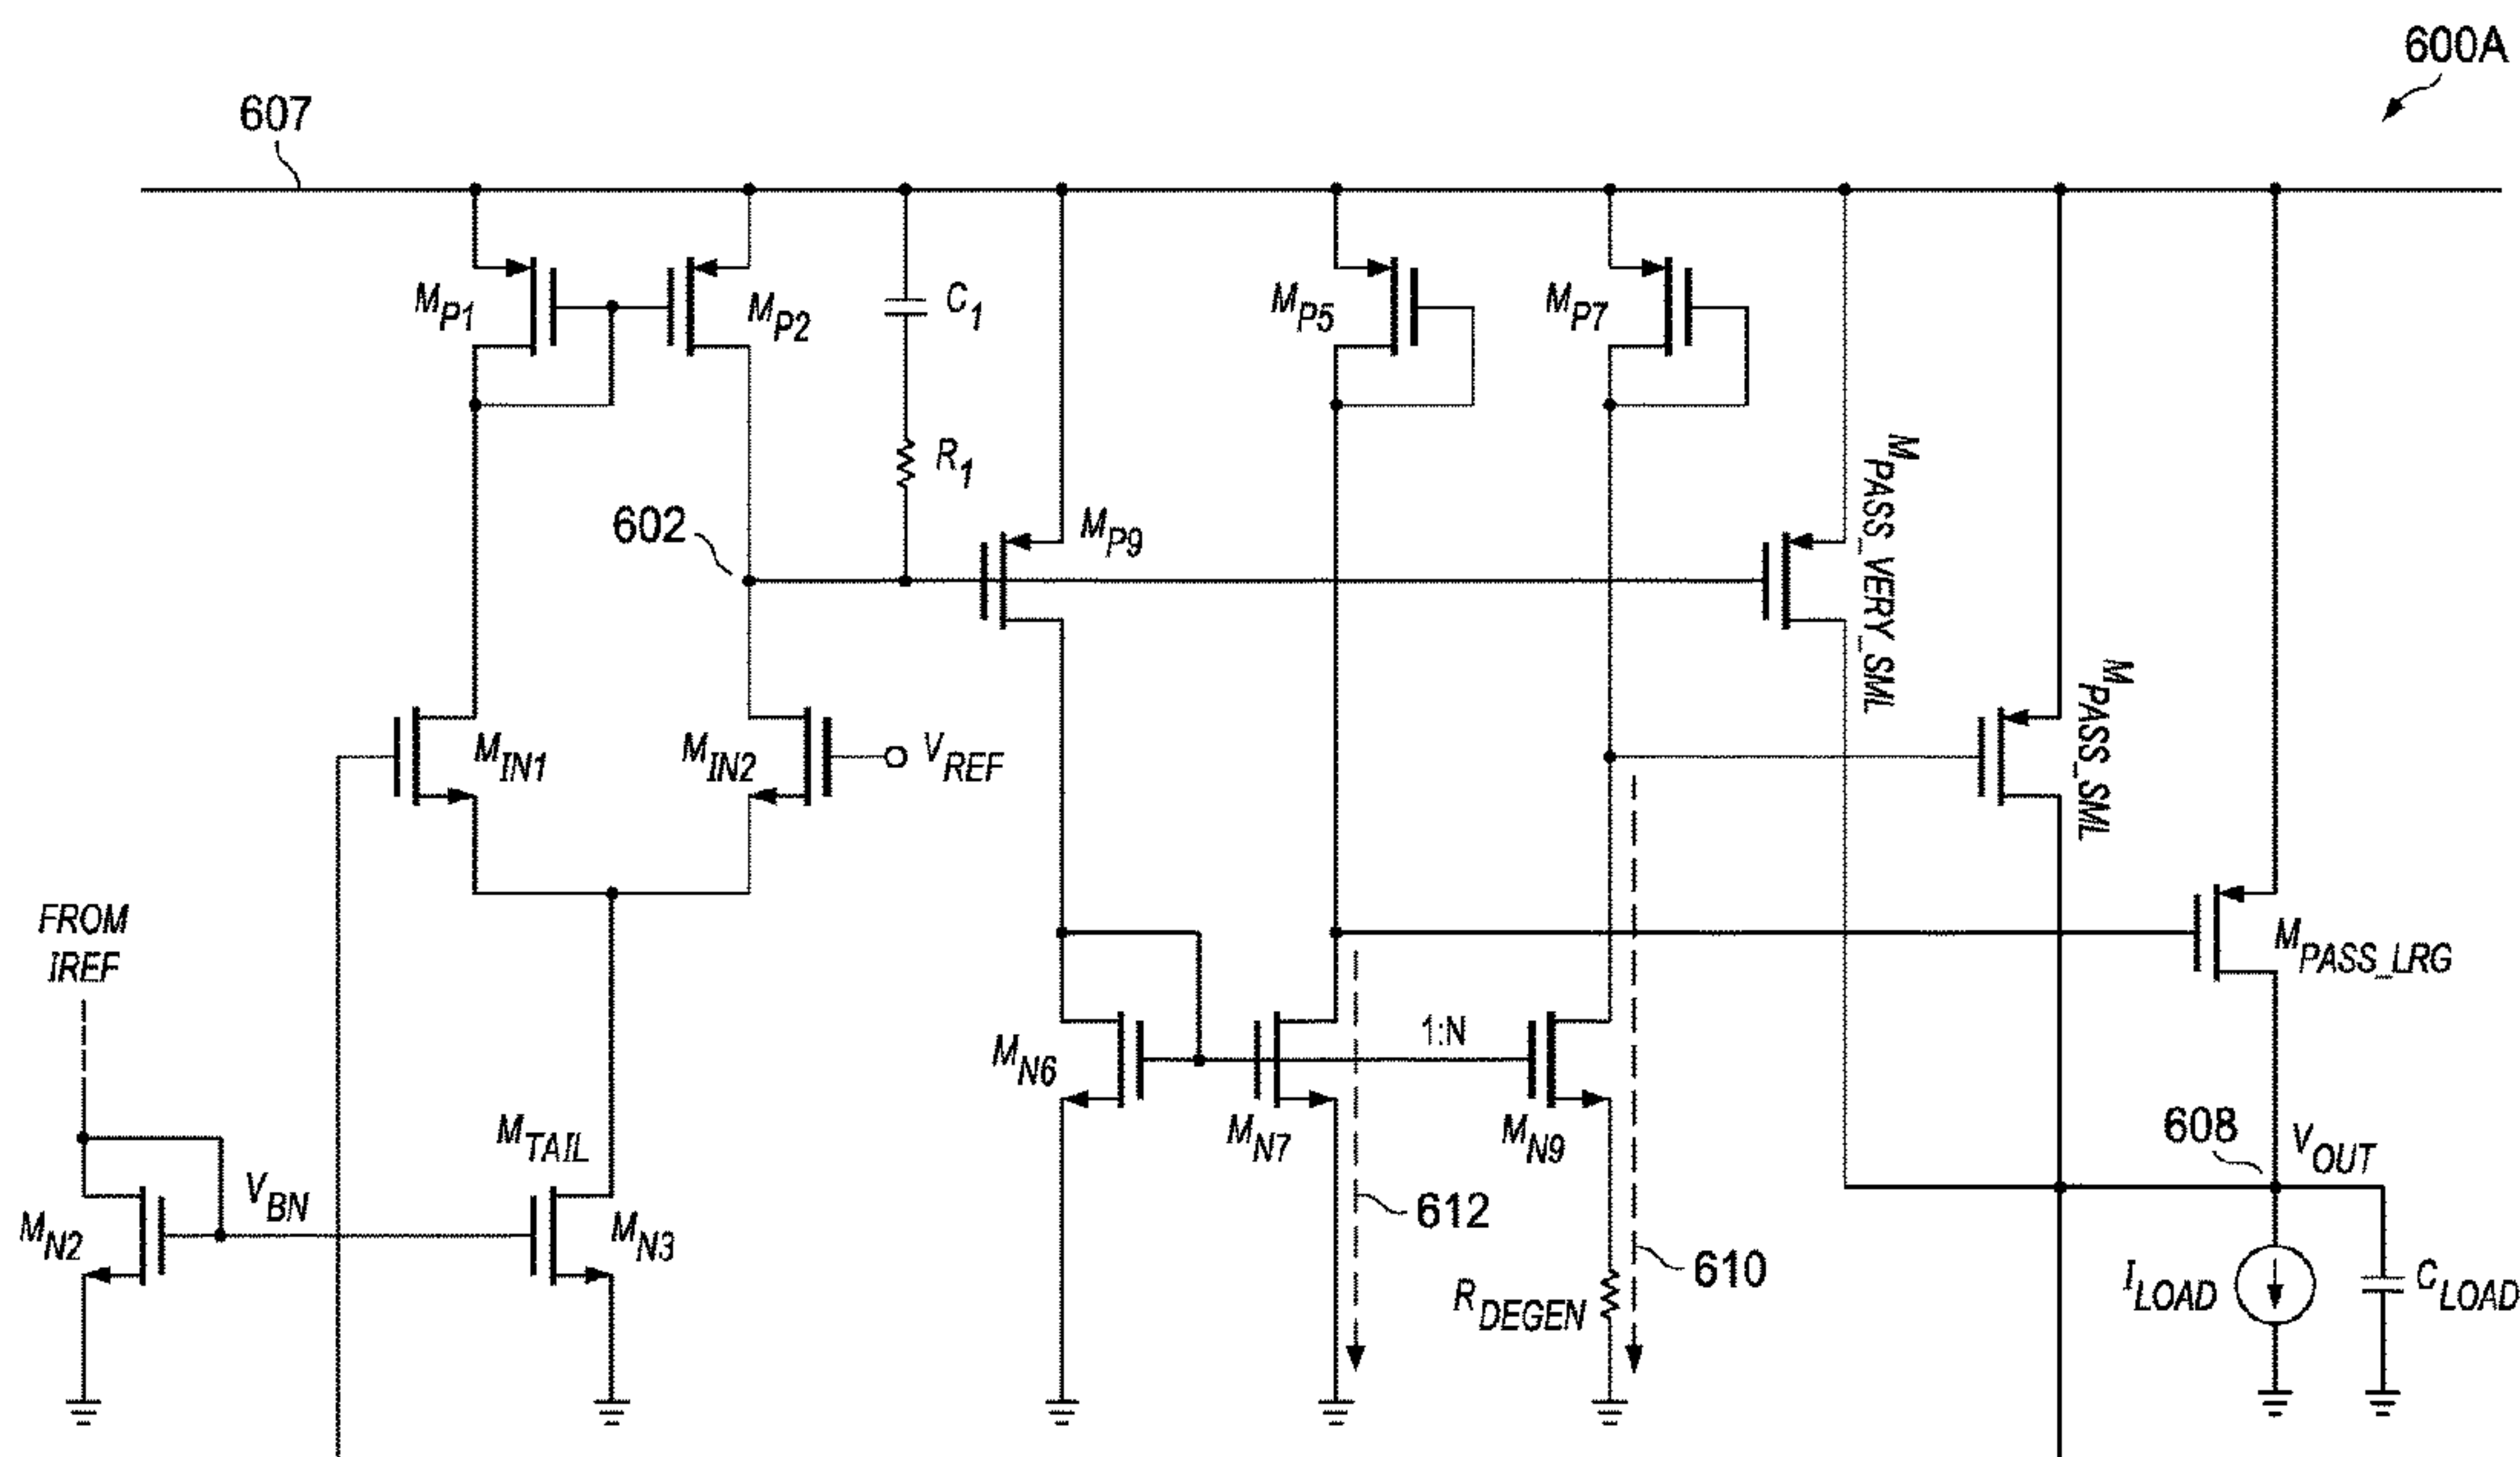 600A
607
M_P1
M_P2
C_1
M_P5
M_P7
R_1
602
M_P9
M_PASS_VERY_SML
M_PASS_SML
M_IN1
M_IN2
V_REF
FROM
IREF
M_PASS_LRG
1:N
M_N6
M_N7
M_N9
M_TAIL
608
V_OUT
V_BN
M_N2
M_N3
612
610
R_DEGEN
I_LOAD
C_LOAD